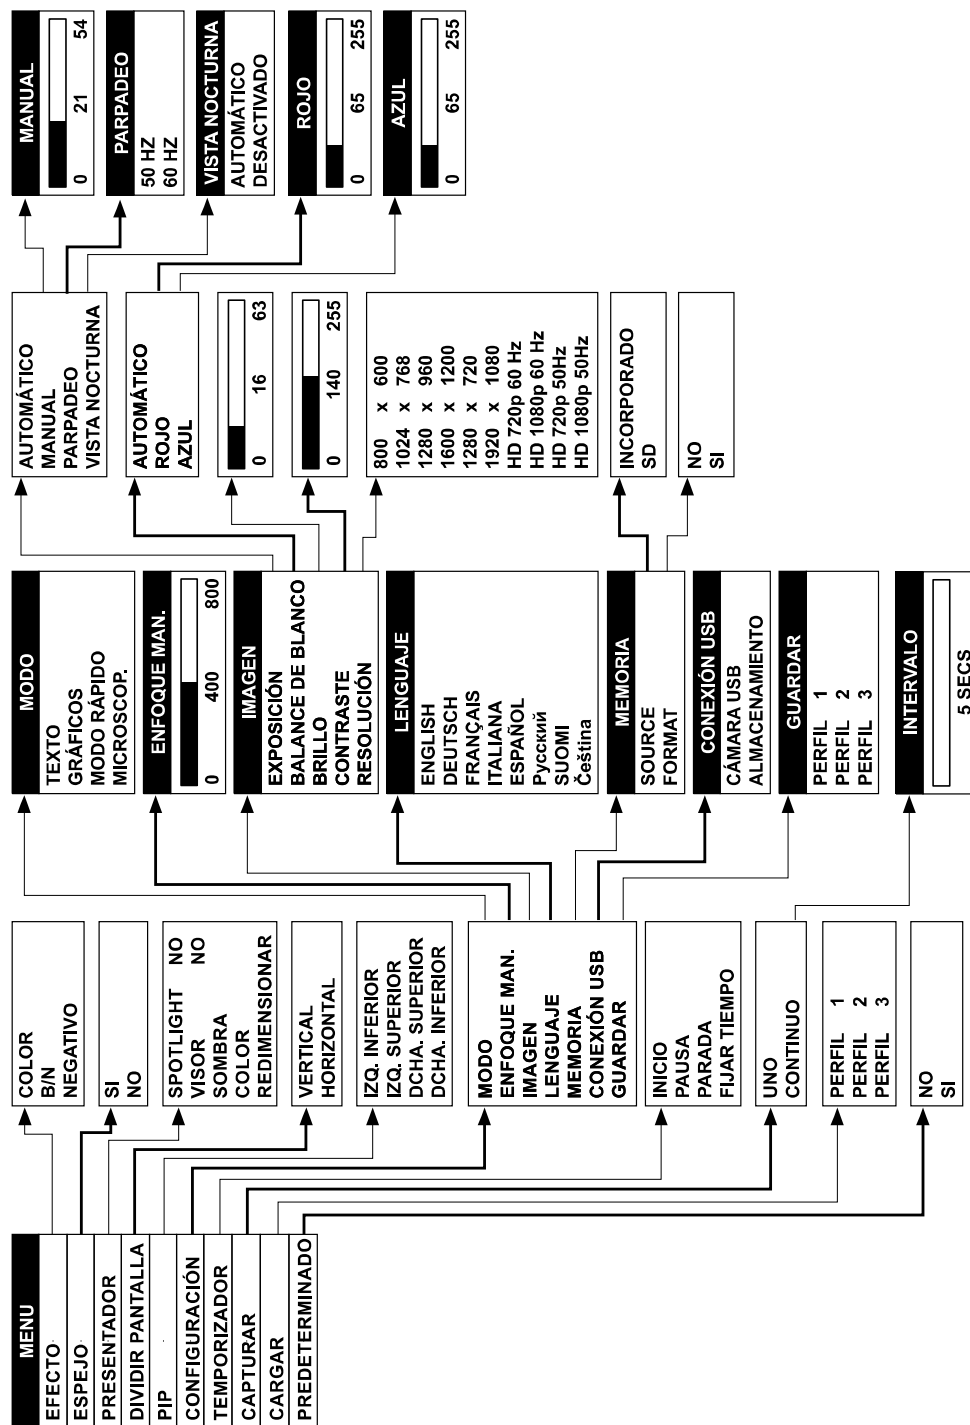 MENU
EFECTO
ESPEJO
PRESENTADOR
DIVIDIR PANTALLA
PIP
CONFIGURACIÓN
TEMPORIZADOR
CAPTURAR
CARGAR
PREDETERMINADO
COLOR
B/N
NEGATIVO
SI
NO
SPOTLIGHT NO
VISOR NO
SOMBRA
COLOR
REDIMENSIONAR
VERTICAL
HORIZONTAL
IZQ. INFERIOR
IZQ. SUPERIOR
DCHA. SUPERIOR
DCHA. INFERIOR
MODO
ENFOQUE MAN.
IMAGEN
LENGUAJE
MEMORIA
CONEXIÓN USB
GUARDAR
INICIO
PAUSA
PARADA
FIJAR TIEMPO
UNO
CONTINUO
PERFIL 1
PERFIL 2
PERFIL 3
NO
SI
MODO
TEXTO
GRÁFICOS
MODO RÁPIDO
MICROSCOP.
ENFOQUE MAN.
0 400 800
IMAGEN
EXPOSICIÓN
BALANCE DE BLANCO
BRILLO
CONTRASTE
RESOLUCIÓN
LENGUAJE
ENGLISH
DEUTSCH
FRANÇAIS
ITALIANA
ESPAÑOL
Русский
SUOMI
Čeština
MEMORIA
SOURCE
FORMAT
CONEXIÓN USB
CÁMARA USB
ALMACENAMIENTO
GUARDAR
PERFIL 1
PERFIL 2
PERFIL 3
INTERVALO
5 SECS
AUTOMÁTICO
MANUAL
PARPADEO
VISTA NOCTURNA
AUTOMÁTICO
ROJO
AZUL
0 16 63
0 140 255
800 x 600
1024 x 768
1280 x 960
1600 x 1200
1280 x 720
1920 x 1080
HD 720p 60 Hz
HD 1080p 60 Hz
HD 720p 50Hz
HD 1080p 50Hz
INCORPORADO
SD
NO
SI
MANUAL
0 21 54
PARPADEO
50 HZ
60 HZ
VISTA NOCTURNA
AUTOMÁTICO
DESACTIVADO
ROJO
0 65 255
AZUL
0 65 255